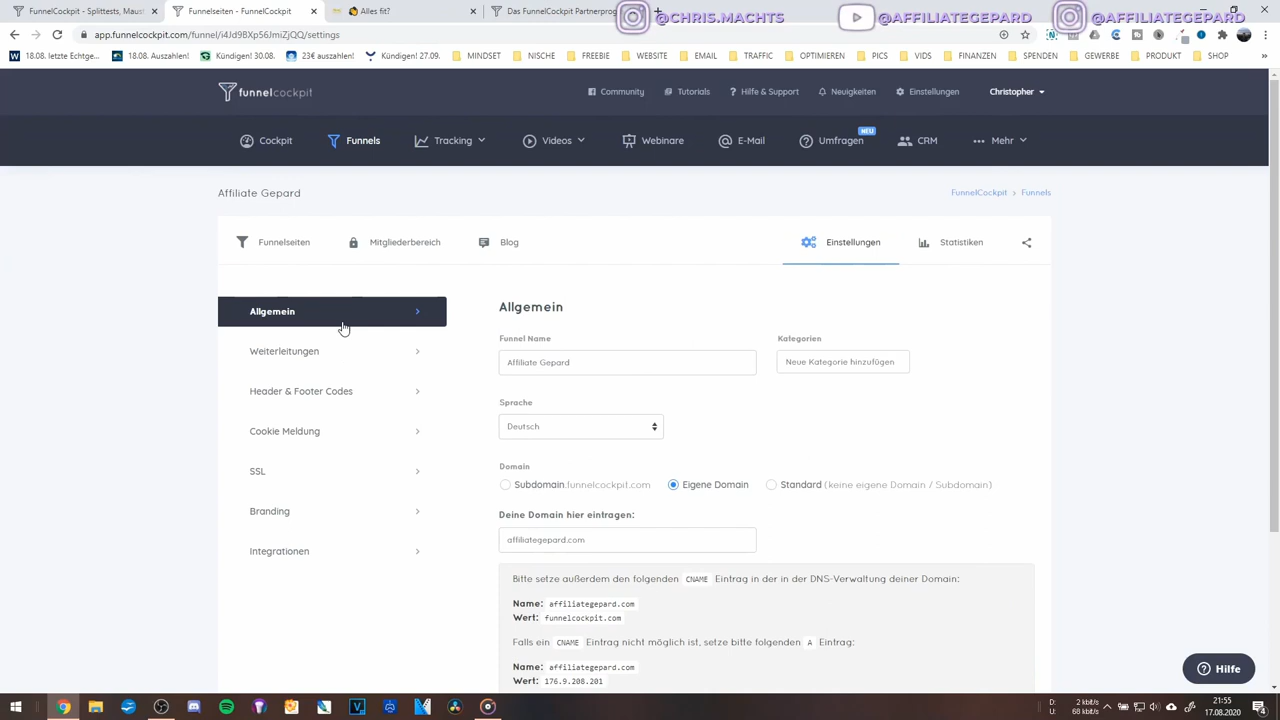 FunnelCockpit - Splittests, Maus
Funnelseiten - FunnelCockpit
Alles fit?
Das FunnelCockpit Partnerprog
@CHRIS.MACHTS
@AFFILIATEGEPARD
@AFFILIATEGEPARD
app.funnelcockpit.com/funnel/i4Jd9BXp56JmiZjQQ/settings
18.08. letzte Echtge...
18.08. Auszahlen!
Kündigen! 30.08.
23€ auszahlen!
Kündigen! 27.09.
MINDSET
NISCHE
FREEBIE
WEBSITE
EMAIL
TRAFFIC
OPTIMIEREN
PICS
VIDS
FINANZEN
SPENDEN
GEWERBE
PRODUKT
SHOP
»
funnelcockpit
Community
Tutorials
Hilfe & Support
Neuigkeiten
Einstellungen
Christopher
Cockpit
Funnels
Tracking
Videos
Webinare
E-Mail
Umfragen
NEU
CRM
Mehr
Affiliate Gepard
FunnelCockpit > Funnels
Funnelseiten
Mitgliederbereich
Blog
Einstellungen
Statistiken
Allgemein
Weiterleitungen
Header & Footer Codes
Cookie Meldung
SSL
Branding
Integrationen
Allgemein
Funnel Name
Kategorien
Affiliate Gepard
Neue Kategorie hinzufügen
Sprache
Deutsch
Domain
Subdomain.funnelcockpit.com
Eigene Domain
Standard (keine eigene Domain / Subdomain)
Deine Domain hier eintragen:
affiliategepard.com
Bitte setze außerdem den folgenden CNAME Eintrag in der in der DNS-Verwaltung deiner Domain:
Name: affiliategepard.com
Wert: funnelcockpit.com
Falls ein CNAME Eintrag nicht möglich ist, setze bitte folgenden A Eintrag:
Name: affiliategepard.com
Wert: 176.9.208.201
Hilfe
D: 2 kB/s
U: 68 kB/s
21:55
17.08.2020
4